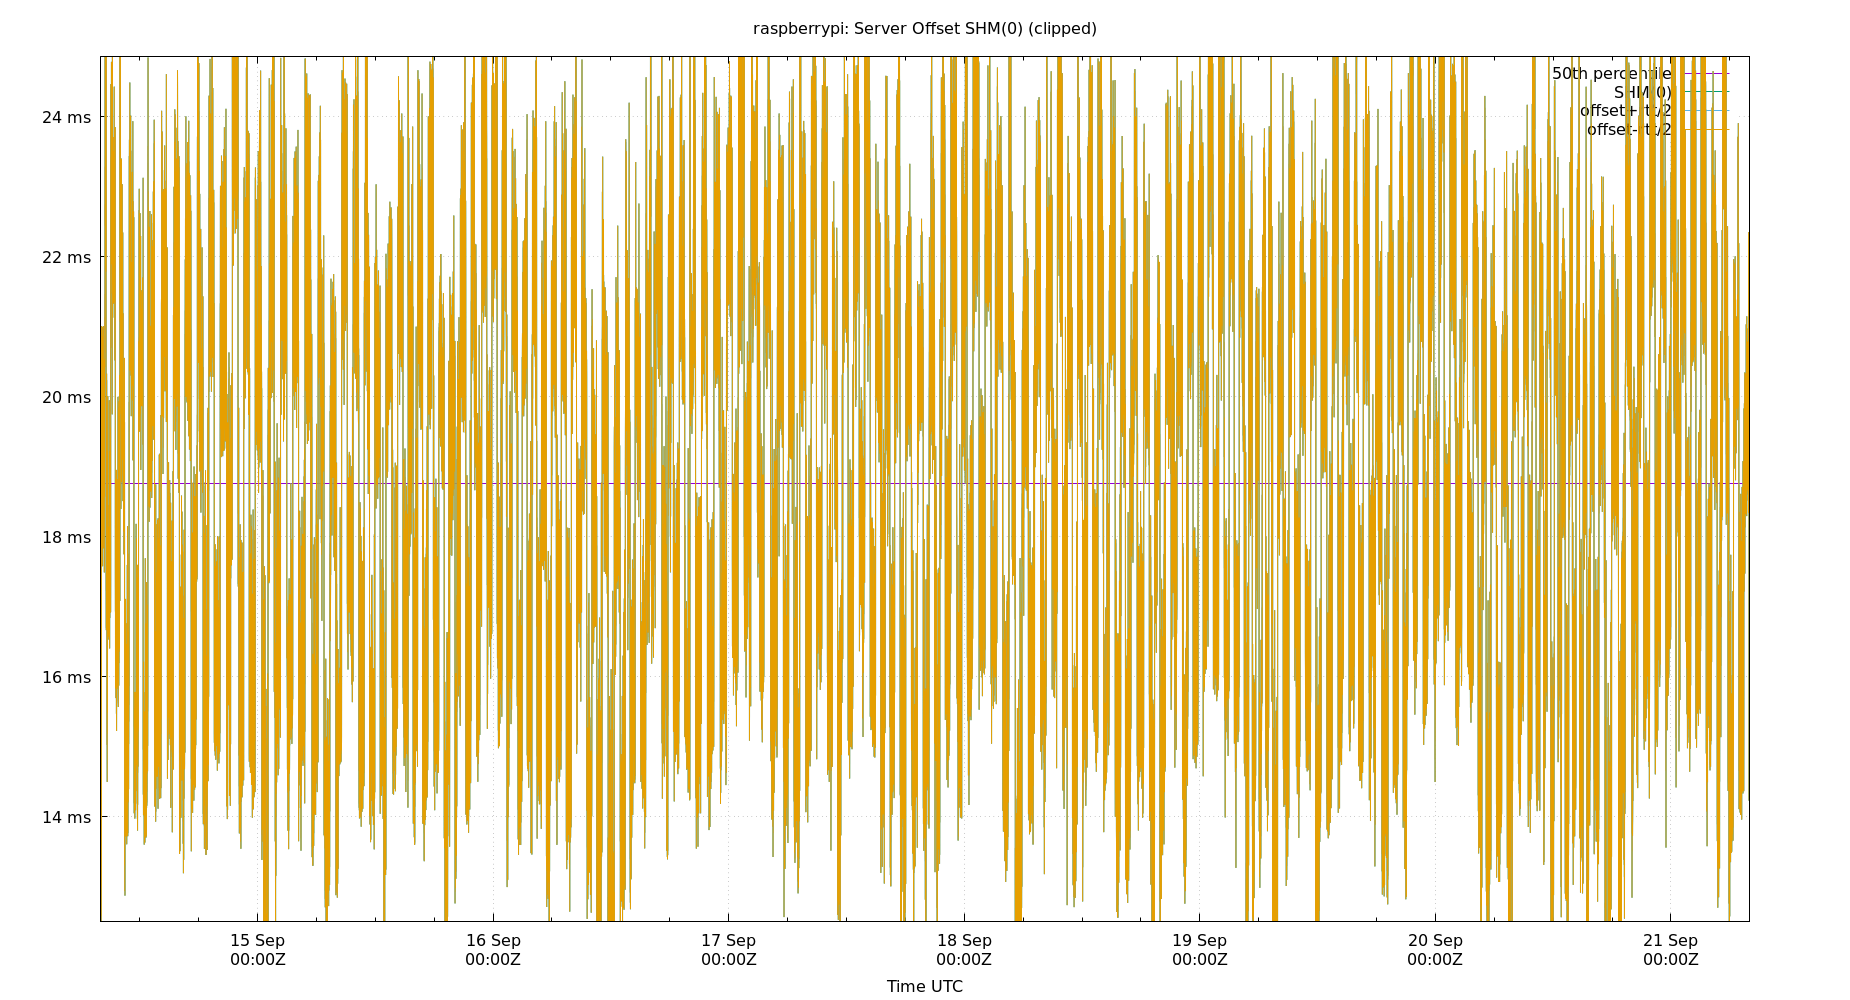 raspberrypi: Server Offset SHM(0) (clipped)
50th percentile
SHM(0)
offset+rtt/2
offset-rtt/2
24 ms
22 ms
20 ms
18 ms
16 ms
14 ms
15 Sep 16 Sep 17 Sep 18 Sep 19 Sep 20 Sep 21 Sep
00:00Z 00:00Z 00:00Z 00:00Z 00:00Z 00:00Z 00:00Z
Time UTC